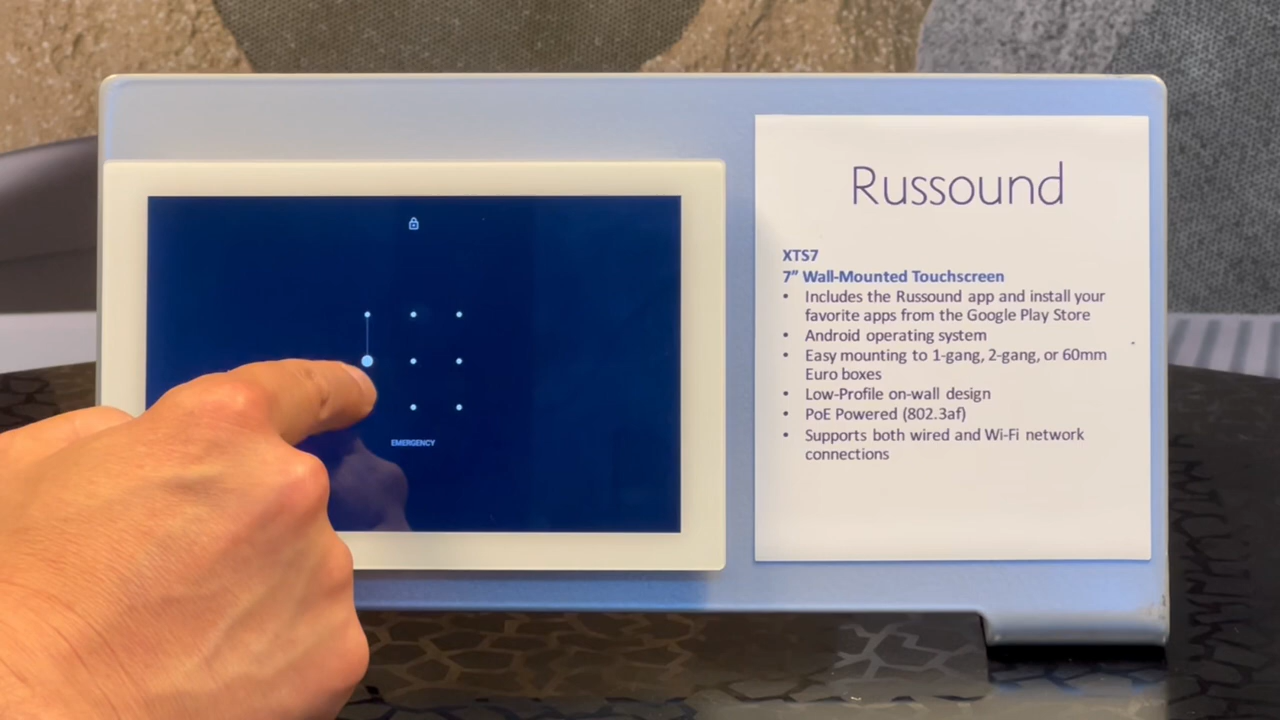 EMERGENCY
Russound
XTS7
7” Wall-Mounted Touchscreen
• Includes the Russound app and install your
favorite apps from the Google Play Store
• Android operating system
• Easy mounting to 1-gang, 2-gang, or 60mm
Euro boxes
• Low-Profile on-wall design
• PoE Powered (802.3af)
• Supports both wired and Wi-Fi network
connections